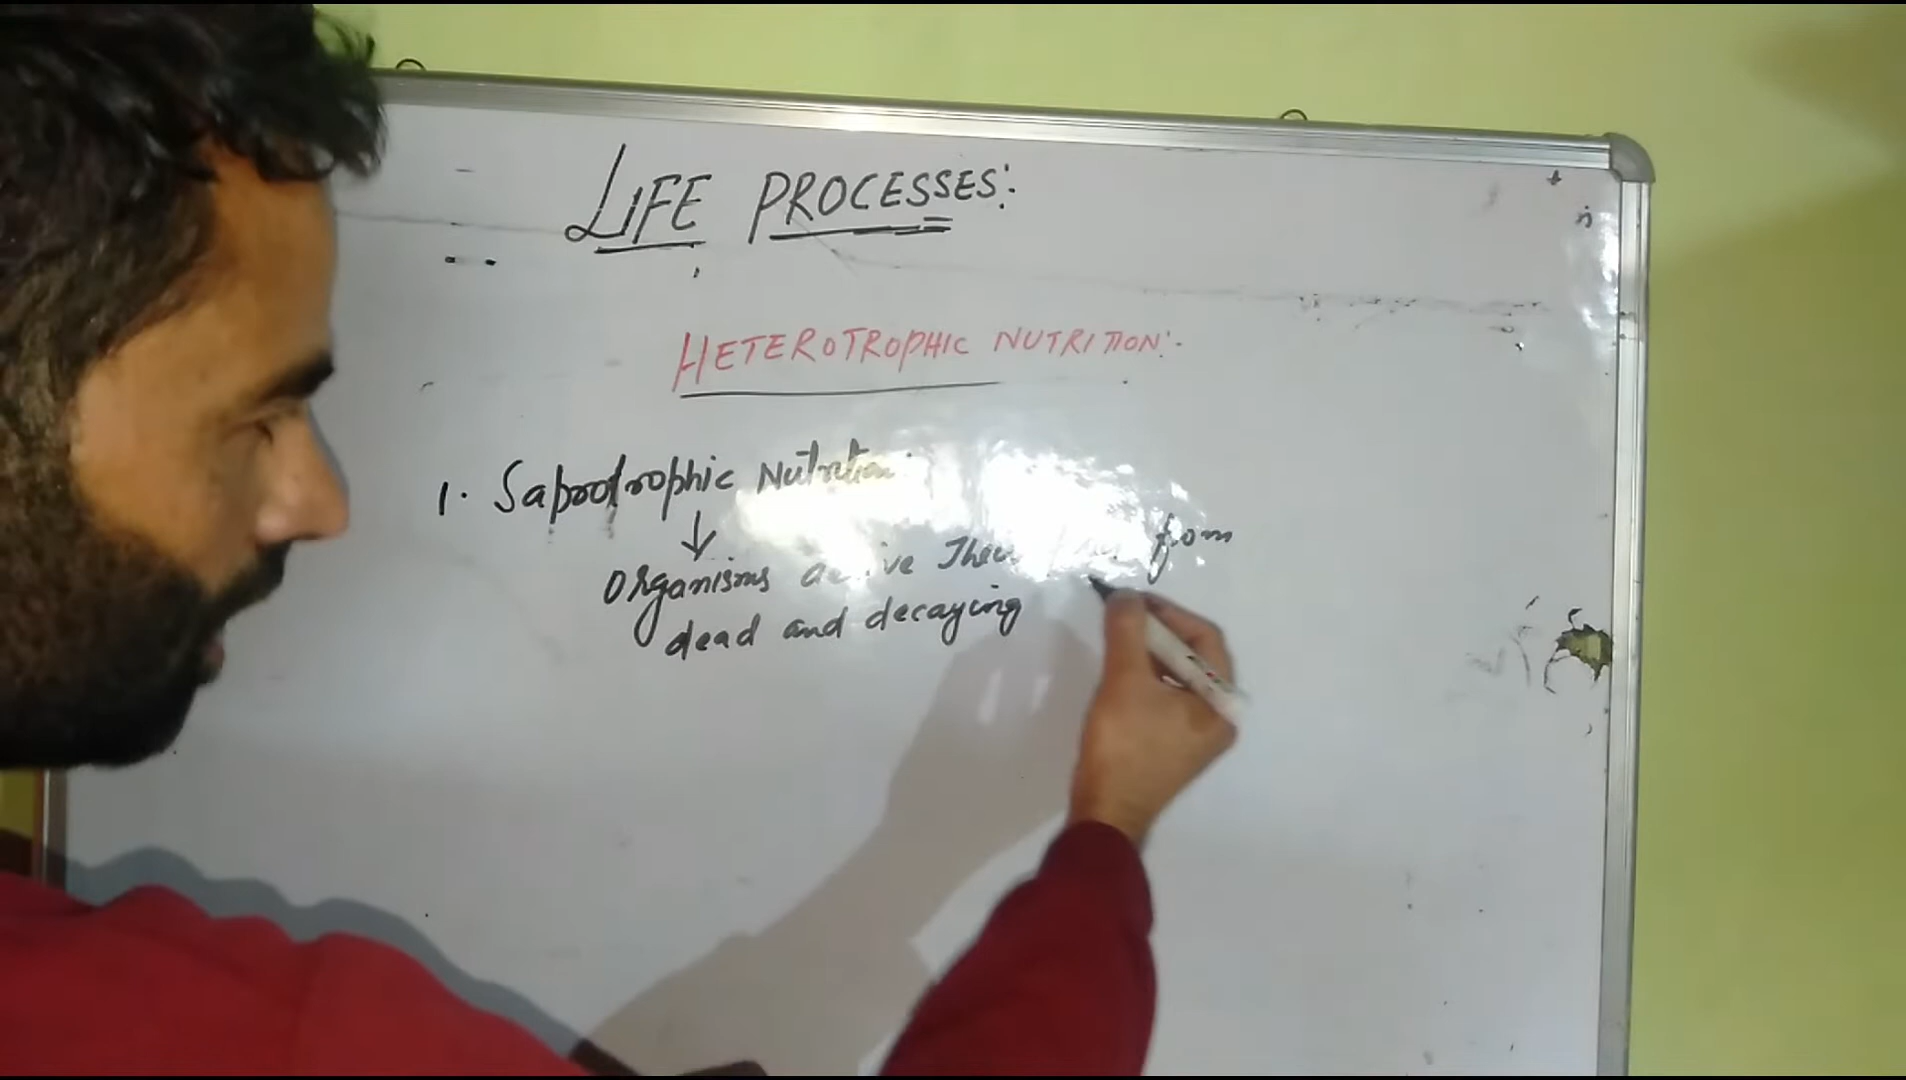 LIFE PROCESSES:
HETEROTROPHIC NUTRITION:-
1. Saprotrophic Nutrition
Organisms derive Their from
dead and decaying